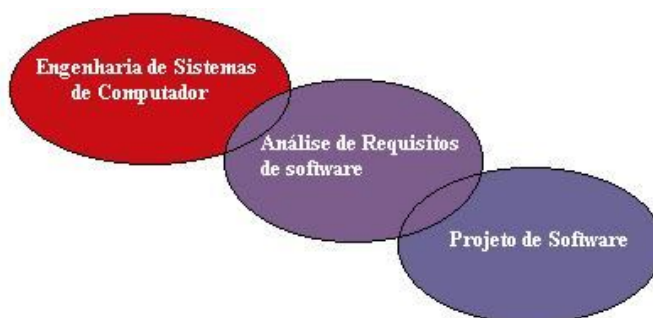 Engenharia de Sistemas
de Computador
Análise de Requisitos
de software
Projeto de Software